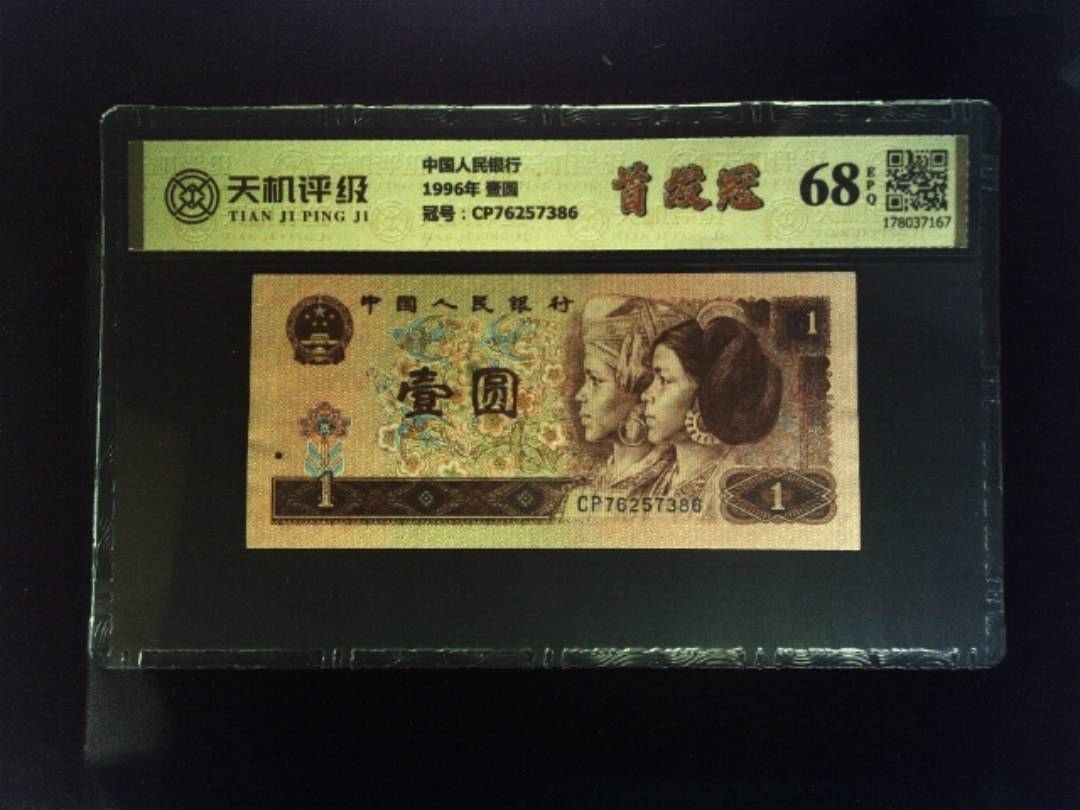 天机评级
TIAN JI PING JI
中国人民银行
1996年 壹圆
冠号：CP76257386
首发冠
68
EPQ
178037167
中国人民银行
1
壹圆
1
CP76257386
1